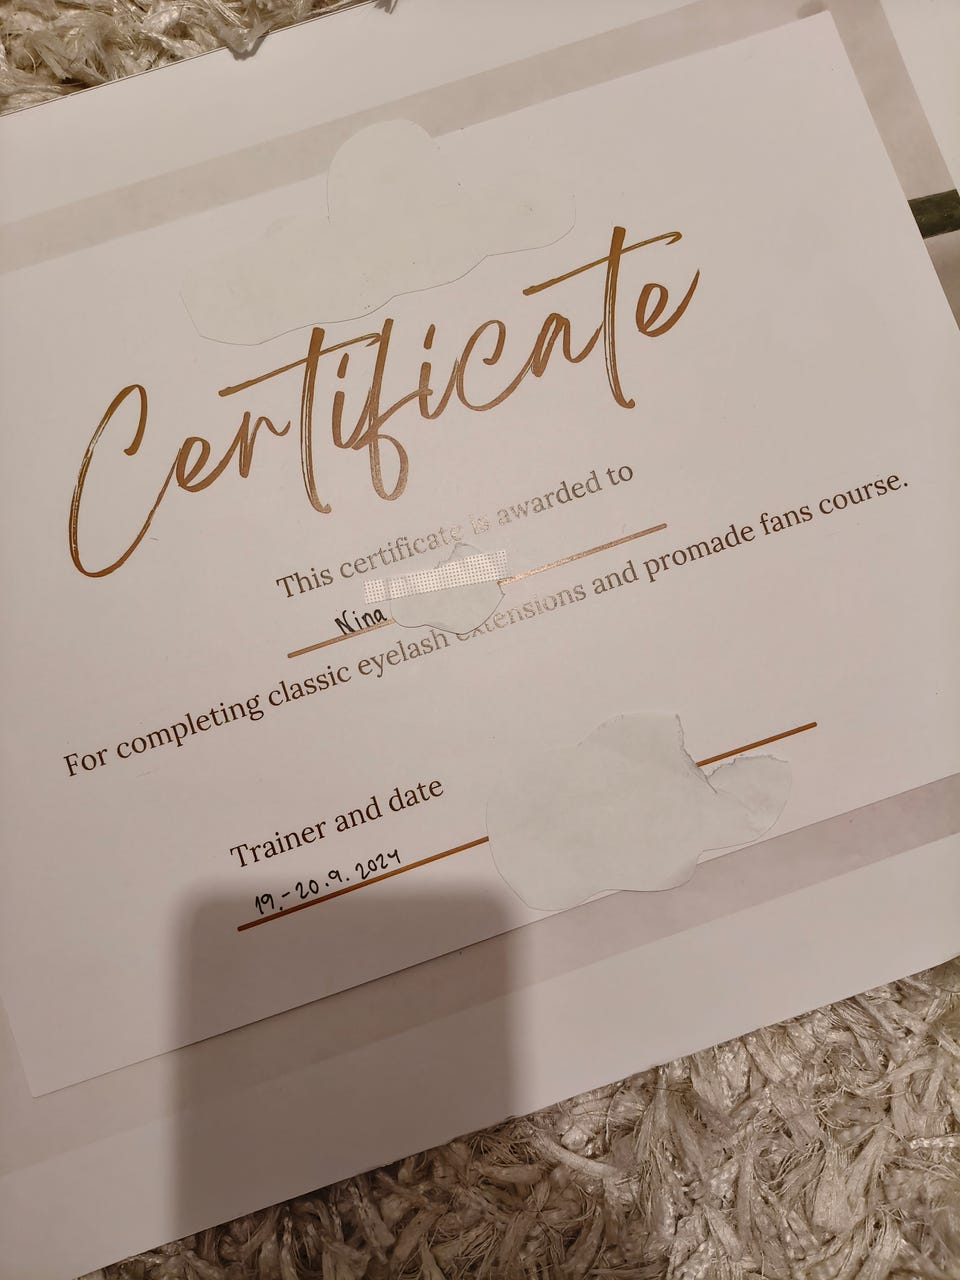 Certificate
This certificate is awarded to
Nina
For completing classic eyelash extensions and promade fans course.
Trainer and date
19.-20.9.2024